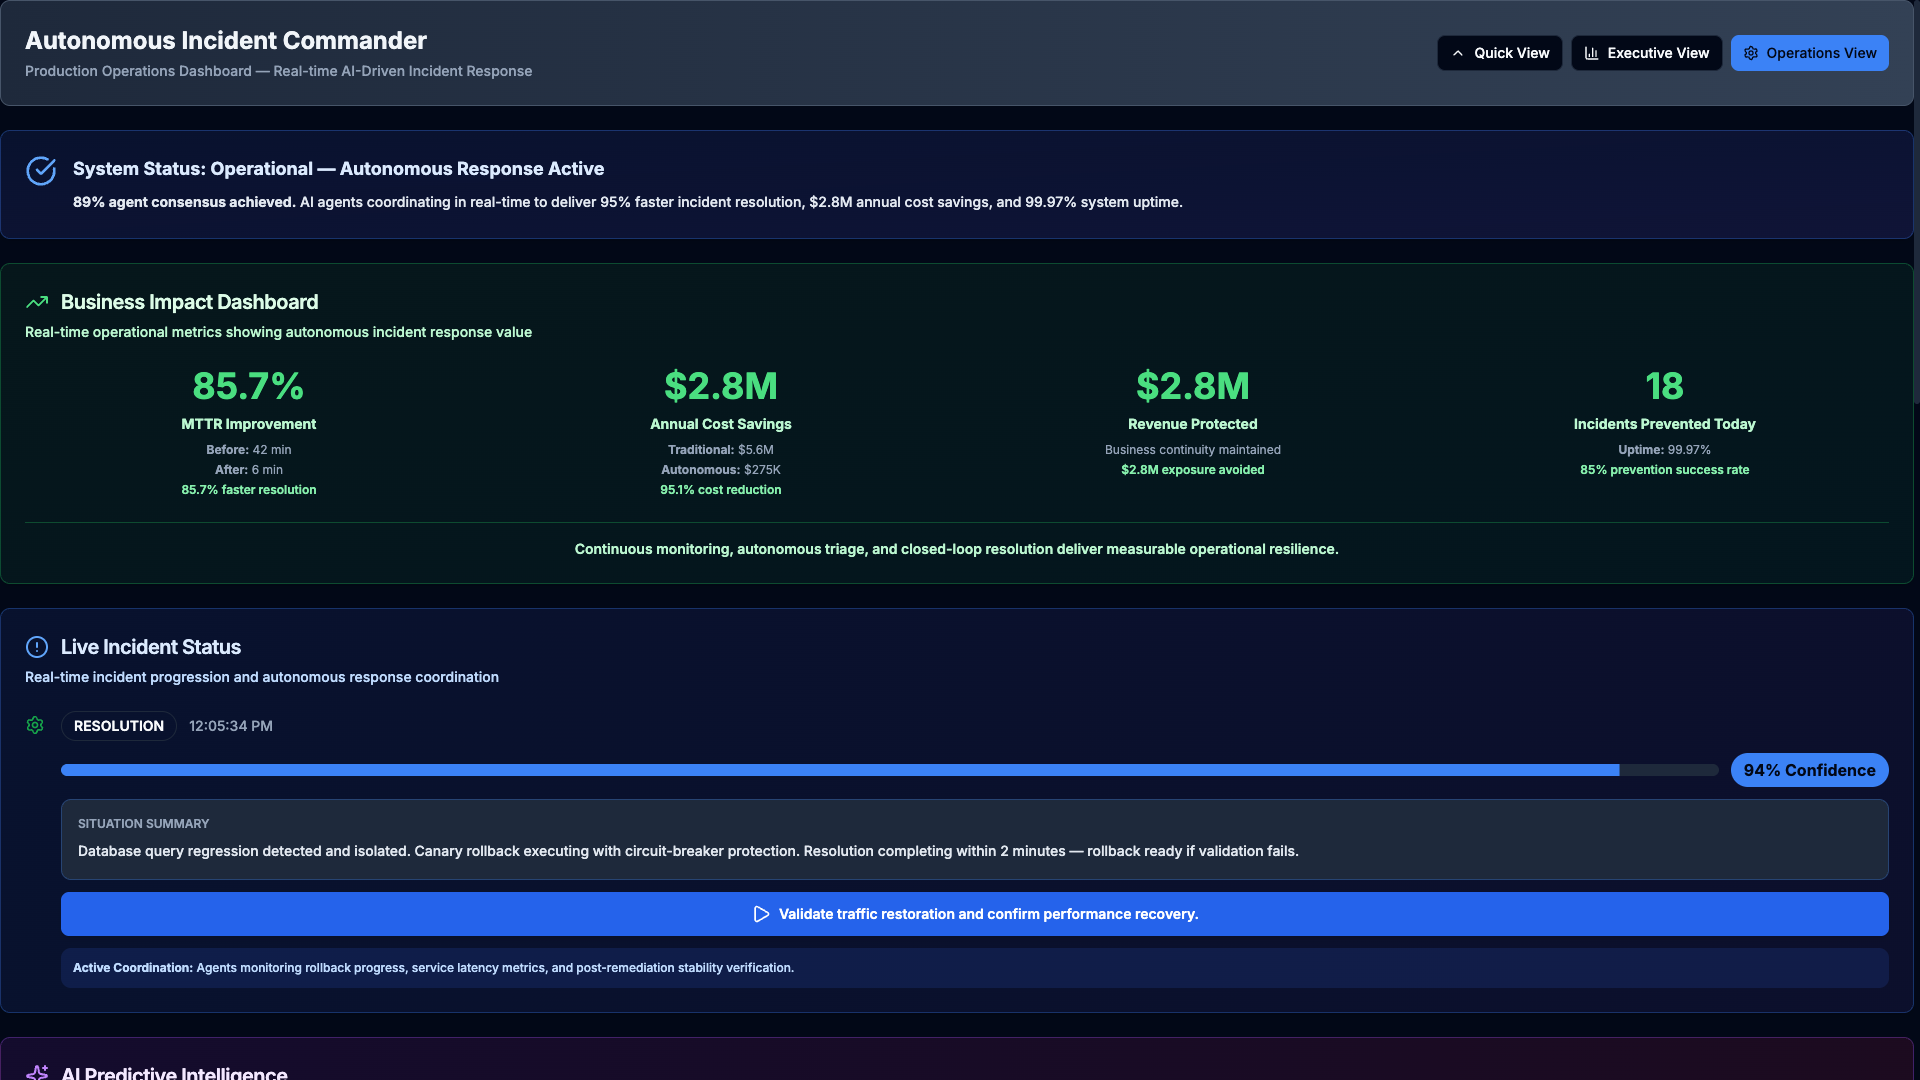 Autonomous Incident Commander
Production Operations Dashboard — Real-time AI-Driven Incident Response
Quick View
Executive View
Operations View
System Status: Operational — Autonomous Response Active
89% agent consensus achieved. AI agents coordinating in real-time to deliver 95% faster incident resolution, $2.8M annual cost savings, and 99.97% system uptime.
Business Impact Dashboard
Real-time operational metrics showing autonomous incident response value
85.7%
MTTR Improvement
Before: 42 min
After: 6 min
85.7% faster resolution
$2.8M
Annual Cost Savings
Traditional: $5.6M
Autonomous: $275K
95.1% cost reduction
$2.8M
Revenue Protected
Business continuity maintained
$2.8M exposure avoided
18
Incidents Prevented Today
Uptime: 99.97%
85% prevention success rate
Continuous monitoring, autonomous triage, and closed-loop resolution deliver measurable operational resilience.
Live Incident Status
Real-time incident progression and autonomous response coordination
RESOLUTION
12:05:34 PM
94% Confidence
SITUATION SUMMARY
Database query regression detected and isolated. Canary rollback executing with circuit-breaker protection. Resolution completing within 2 minutes — rollback ready if validation fails.
Validate traffic restoration and confirm performance recovery.
Active Coordination: Agents monitoring rollback progress, service latency metrics, and post-remediation stability verification.
AI Predictive Intelligence